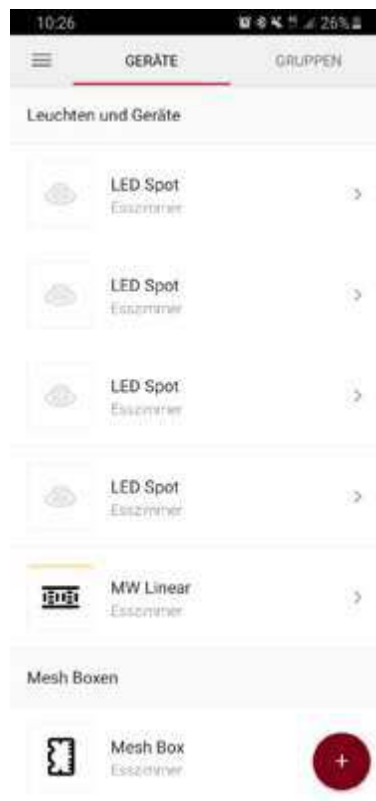 10:26 26%
GERÄTE GRUPPEN
Leuchten und Geräte
LED Spot
Esszimmer
LED Spot
Esszimmer
LED Spot
Esszimmer
LED Spot
Esszimmer
MW Linear
Esszimmer
Mesh Boxen
Mesh Box
Esszimmer